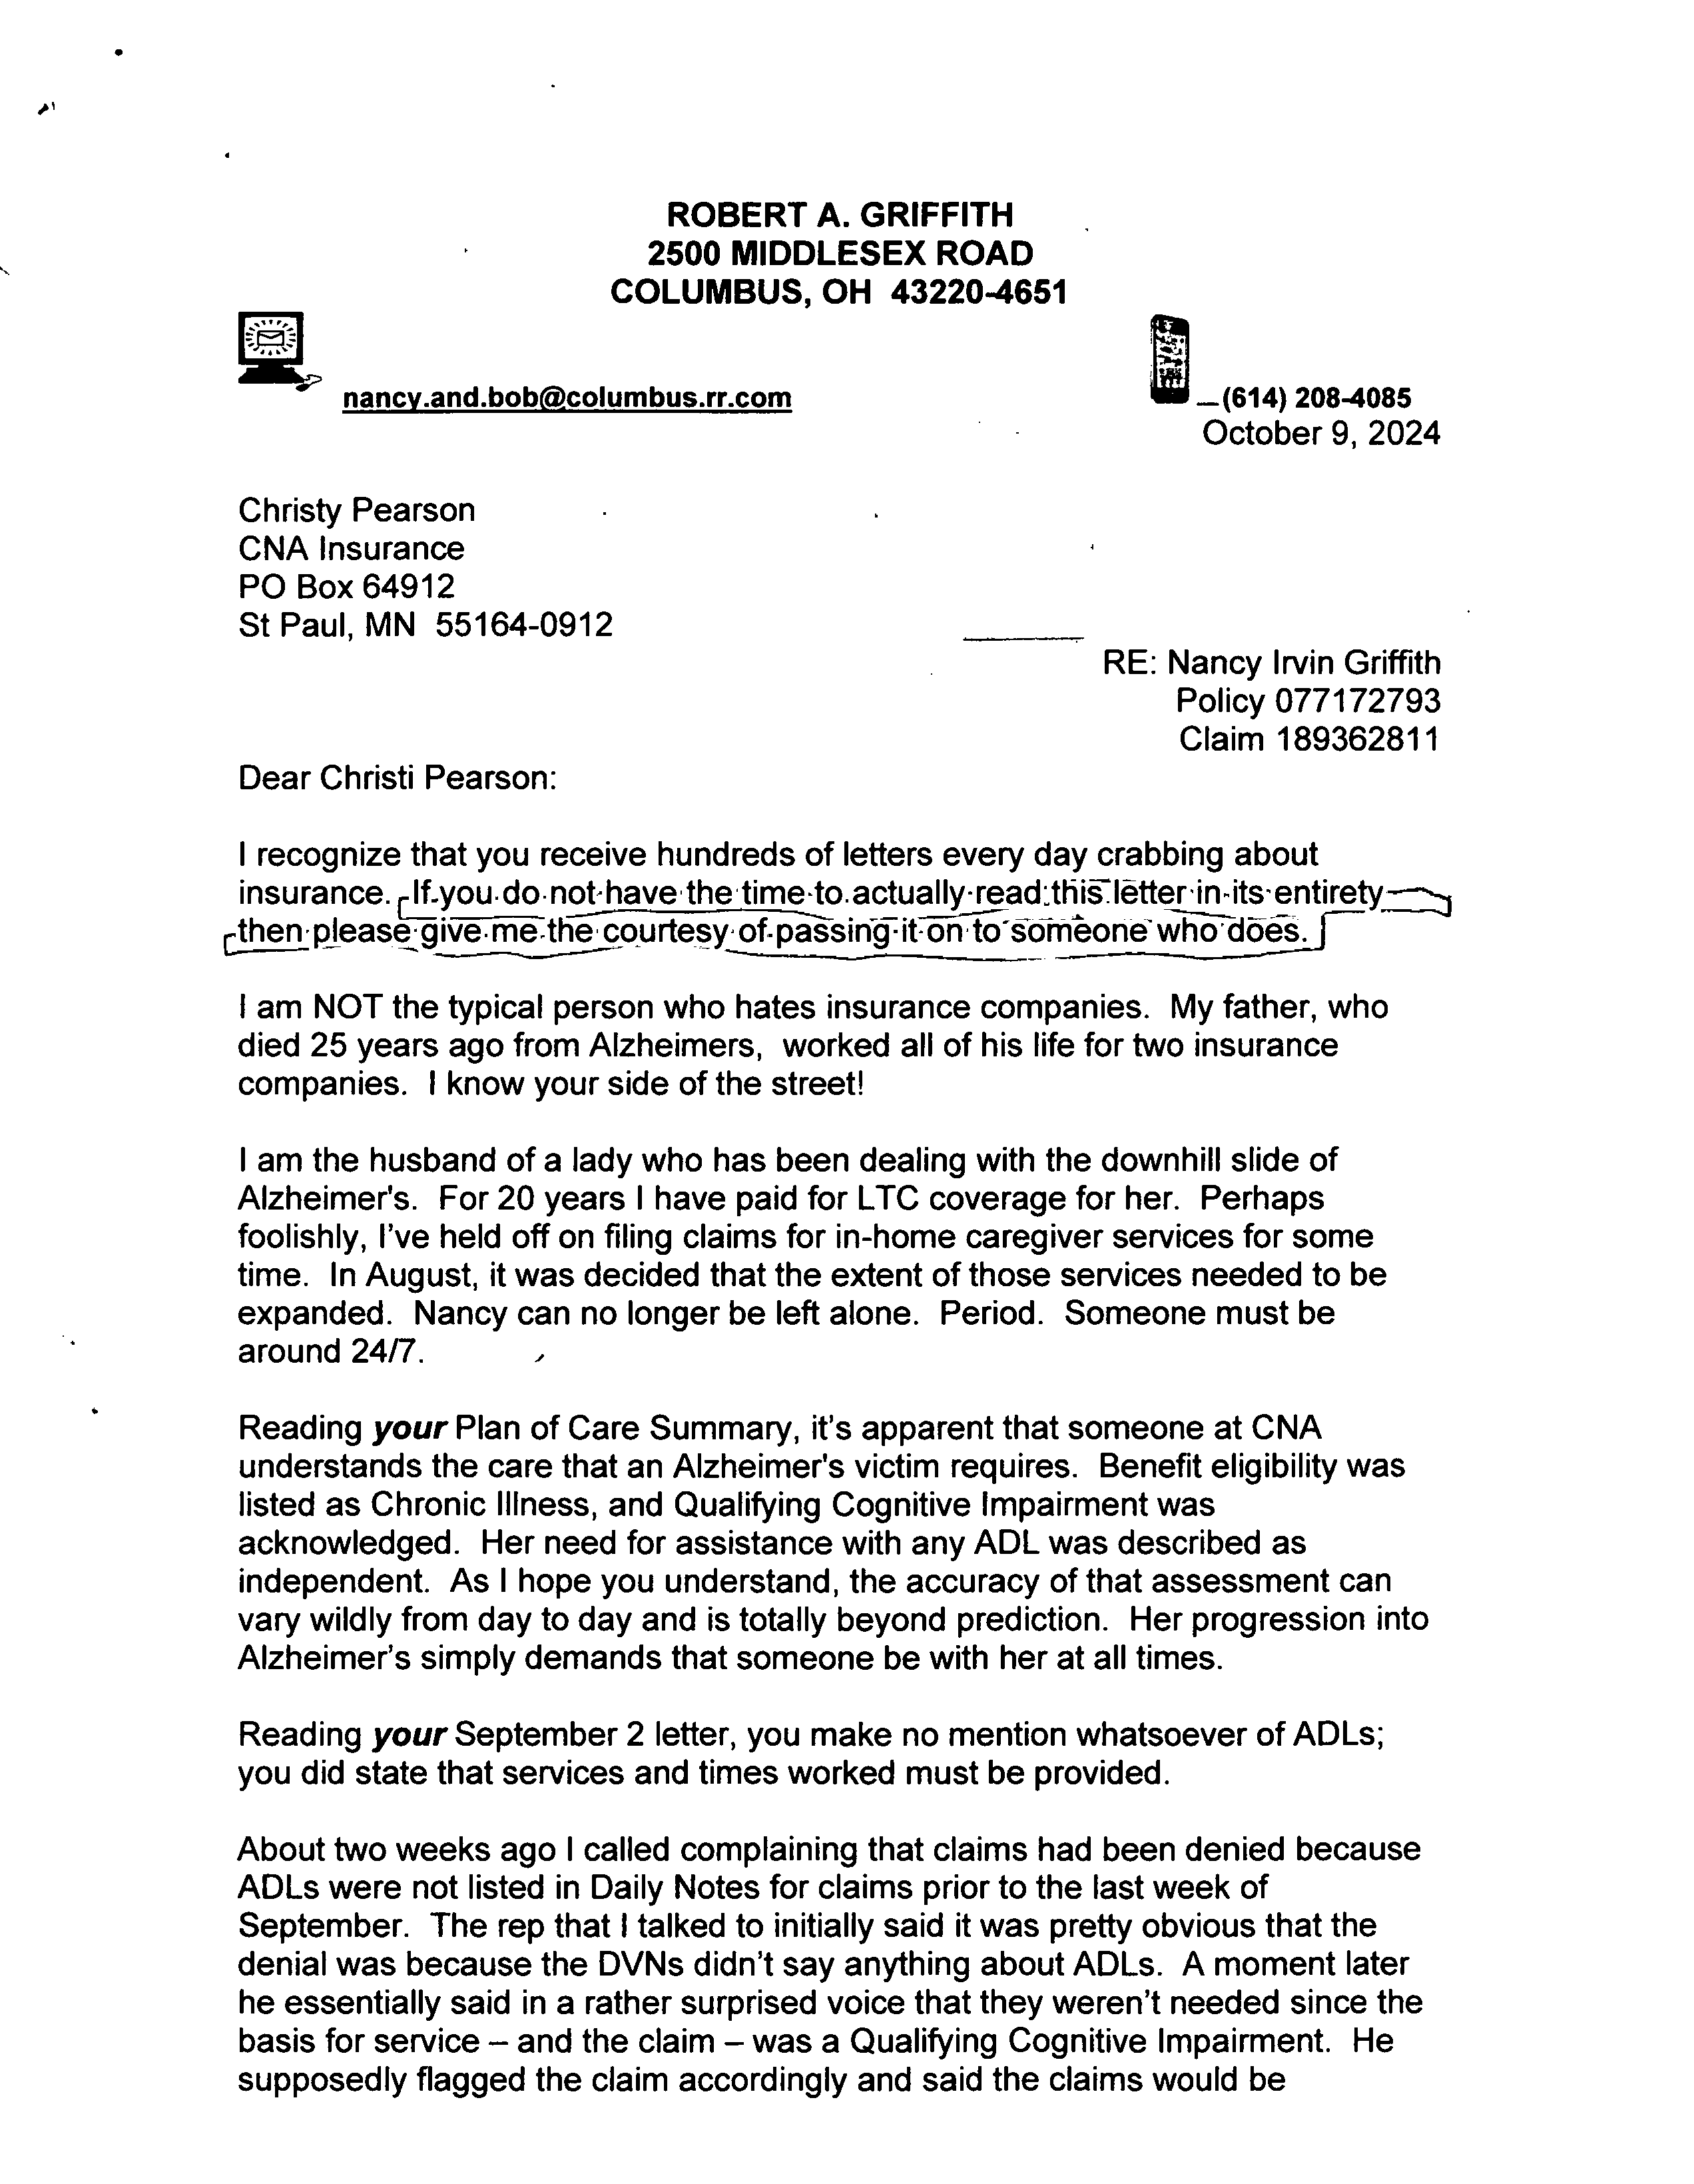 ROBERT A. GRIFFITH
2500 MIDDLESEX ROAD
COLUMBUS, OH 43220-4651
nancy.and.bob@columbus.rr.com
(614) 208-4085
October 9, 2024
Christy Pearson
CNA Insurance
PO Box 64912
St Paul, MN 55164-0912
RE: Nancy Irvin Griffith
Policy 077172793
Claim 189362811
Dear Christi Pearson:
I recognize that you receive hundreds of letters every day crabbing about
insurance. If you do not have the time to actually read this letter in its entirety
then please give me the courtesy of passing it on to someone who does.
I am NOT the typical person who hates insurance companies. My father, who
died 25 years ago from Alzheimers, worked all of his life for two insurance
companies. I know your side of the street!
I am the husband of a lady who has been dealing with the downhill slide of
Alzheimer's. For 20 years I have paid for LTC coverage for her. Perhaps
foolishly, I've held off on filing claims for in-home caregiver services for some
time. In August, it was decided that the extent of those services needed to be
expanded. Nancy can no longer be left alone. Period. Someone must be
around 24/7.
Reading your Plan of Care Summary, it's apparent that someone at CNA
understands the care that an Alzheimer's victim requires. Benefit eligibility was
listed as Chronic Illness, and Qualifying Cognitive Impairment was
acknowledged. Her need for assistance with any ADL was described as
independent. As I hope you understand, the accuracy of that assessment can
vary wildly from day to day and is totally beyond prediction. Her progression into
Alzheimer's simply demands that someone be with her at all times.
Reading your September 2 letter, you make no mention whatsoever of ADLs;
you did state that services and times worked must be provided.
About two weeks ago I called complaining that claims had been denied because
ADLs were not listed in Daily Notes for claims prior to the last week of
September. The rep that I talked to initially said it was pretty obvious that the
denial was because the DVNs didn't say anything about ADLs. A moment later
he essentially said in a rather surprised voice that they weren't needed since the
basis for service – and the claim – was a Qualifying Cognitive Impairment. He
supposedly flagged the claim accordingly and said the claims would be